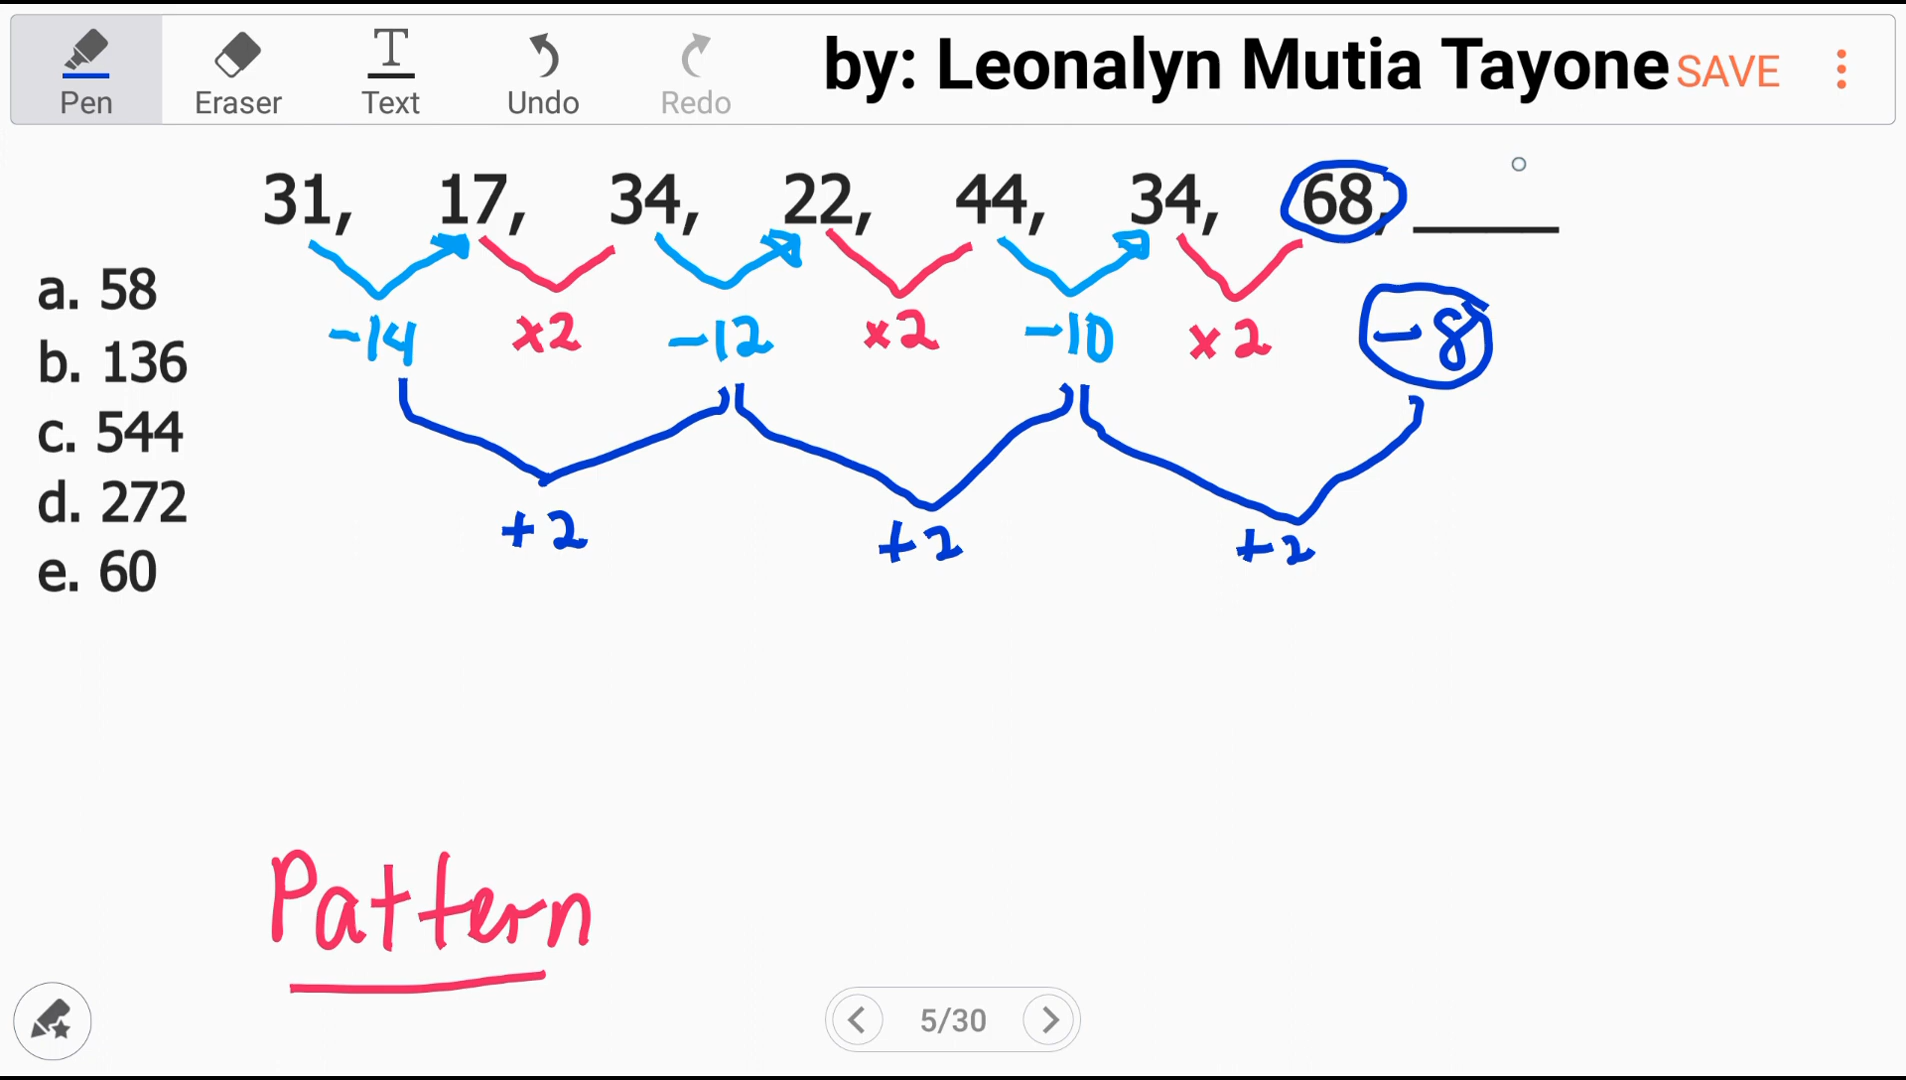 Pen Eraser Text Undo Redo by: Leonalyn Mutia Tayone SAVE
31, 17, 34, 22, 44, 34, 68, _____
a. 58
-14 x2 -12 x2 -10 x2 -8
b. 136
c. 544
d. 272
+2 +2 +2
e. 60
Pattern
5/30